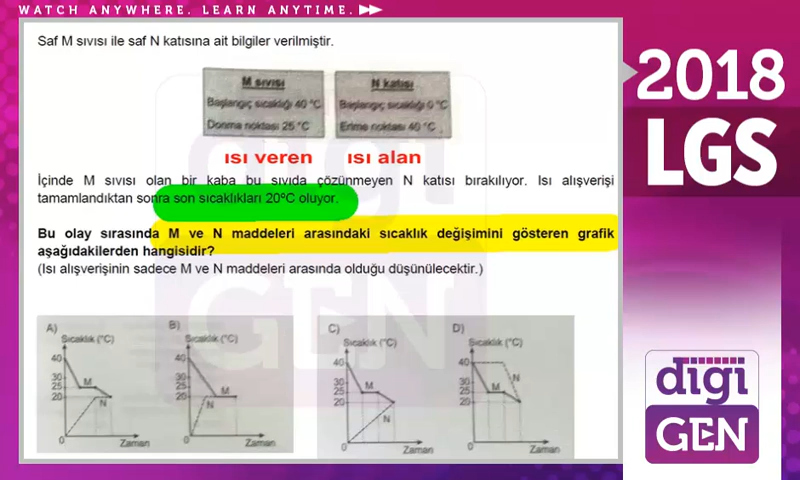 WATCH ANYWHERE. LEARN ANYTIME.
Saf M sıvısı ile saf N katısına ait bilgiler verilmiştir.
M sıvısı
Başlangıç sıcaklığı 40 °C
Donma noktası 25 °C
N katısı
Başlangıç sıcaklığı 0 °C
Erime noktası 40 °C
ısı veren
ısı alan
İçinde M sıvısı olan bir kaba bu sıvıda çözünmeyen N katısı bırakılıyor. Isı alışverişi
tamamlandıktan sonra son sıcaklıkları 20°C oluyor.
Bu olay sırasında M ve N maddeleri arasındaki sıcaklık değişimini gösteren grafik
aşağıdakilerden hangisidir?
(Isı alışverişinin sadece M ve N maddeleri arasında olduğu düşünülecektir.)
A)
Sıcaklık (°C)
40
30
25
20
0
M
N
Zaman
B)
Sıcaklık (°C)
40
30
25
20
0
M
N
Zaman
C)
Sıcaklık (°C)
40
30
25
20
0
M
N
Zaman
D)
Sıcaklık (°C)
40
30
25
20
0
M
N
Zaman
2018
LGS
digi
GEN
digi
GEN